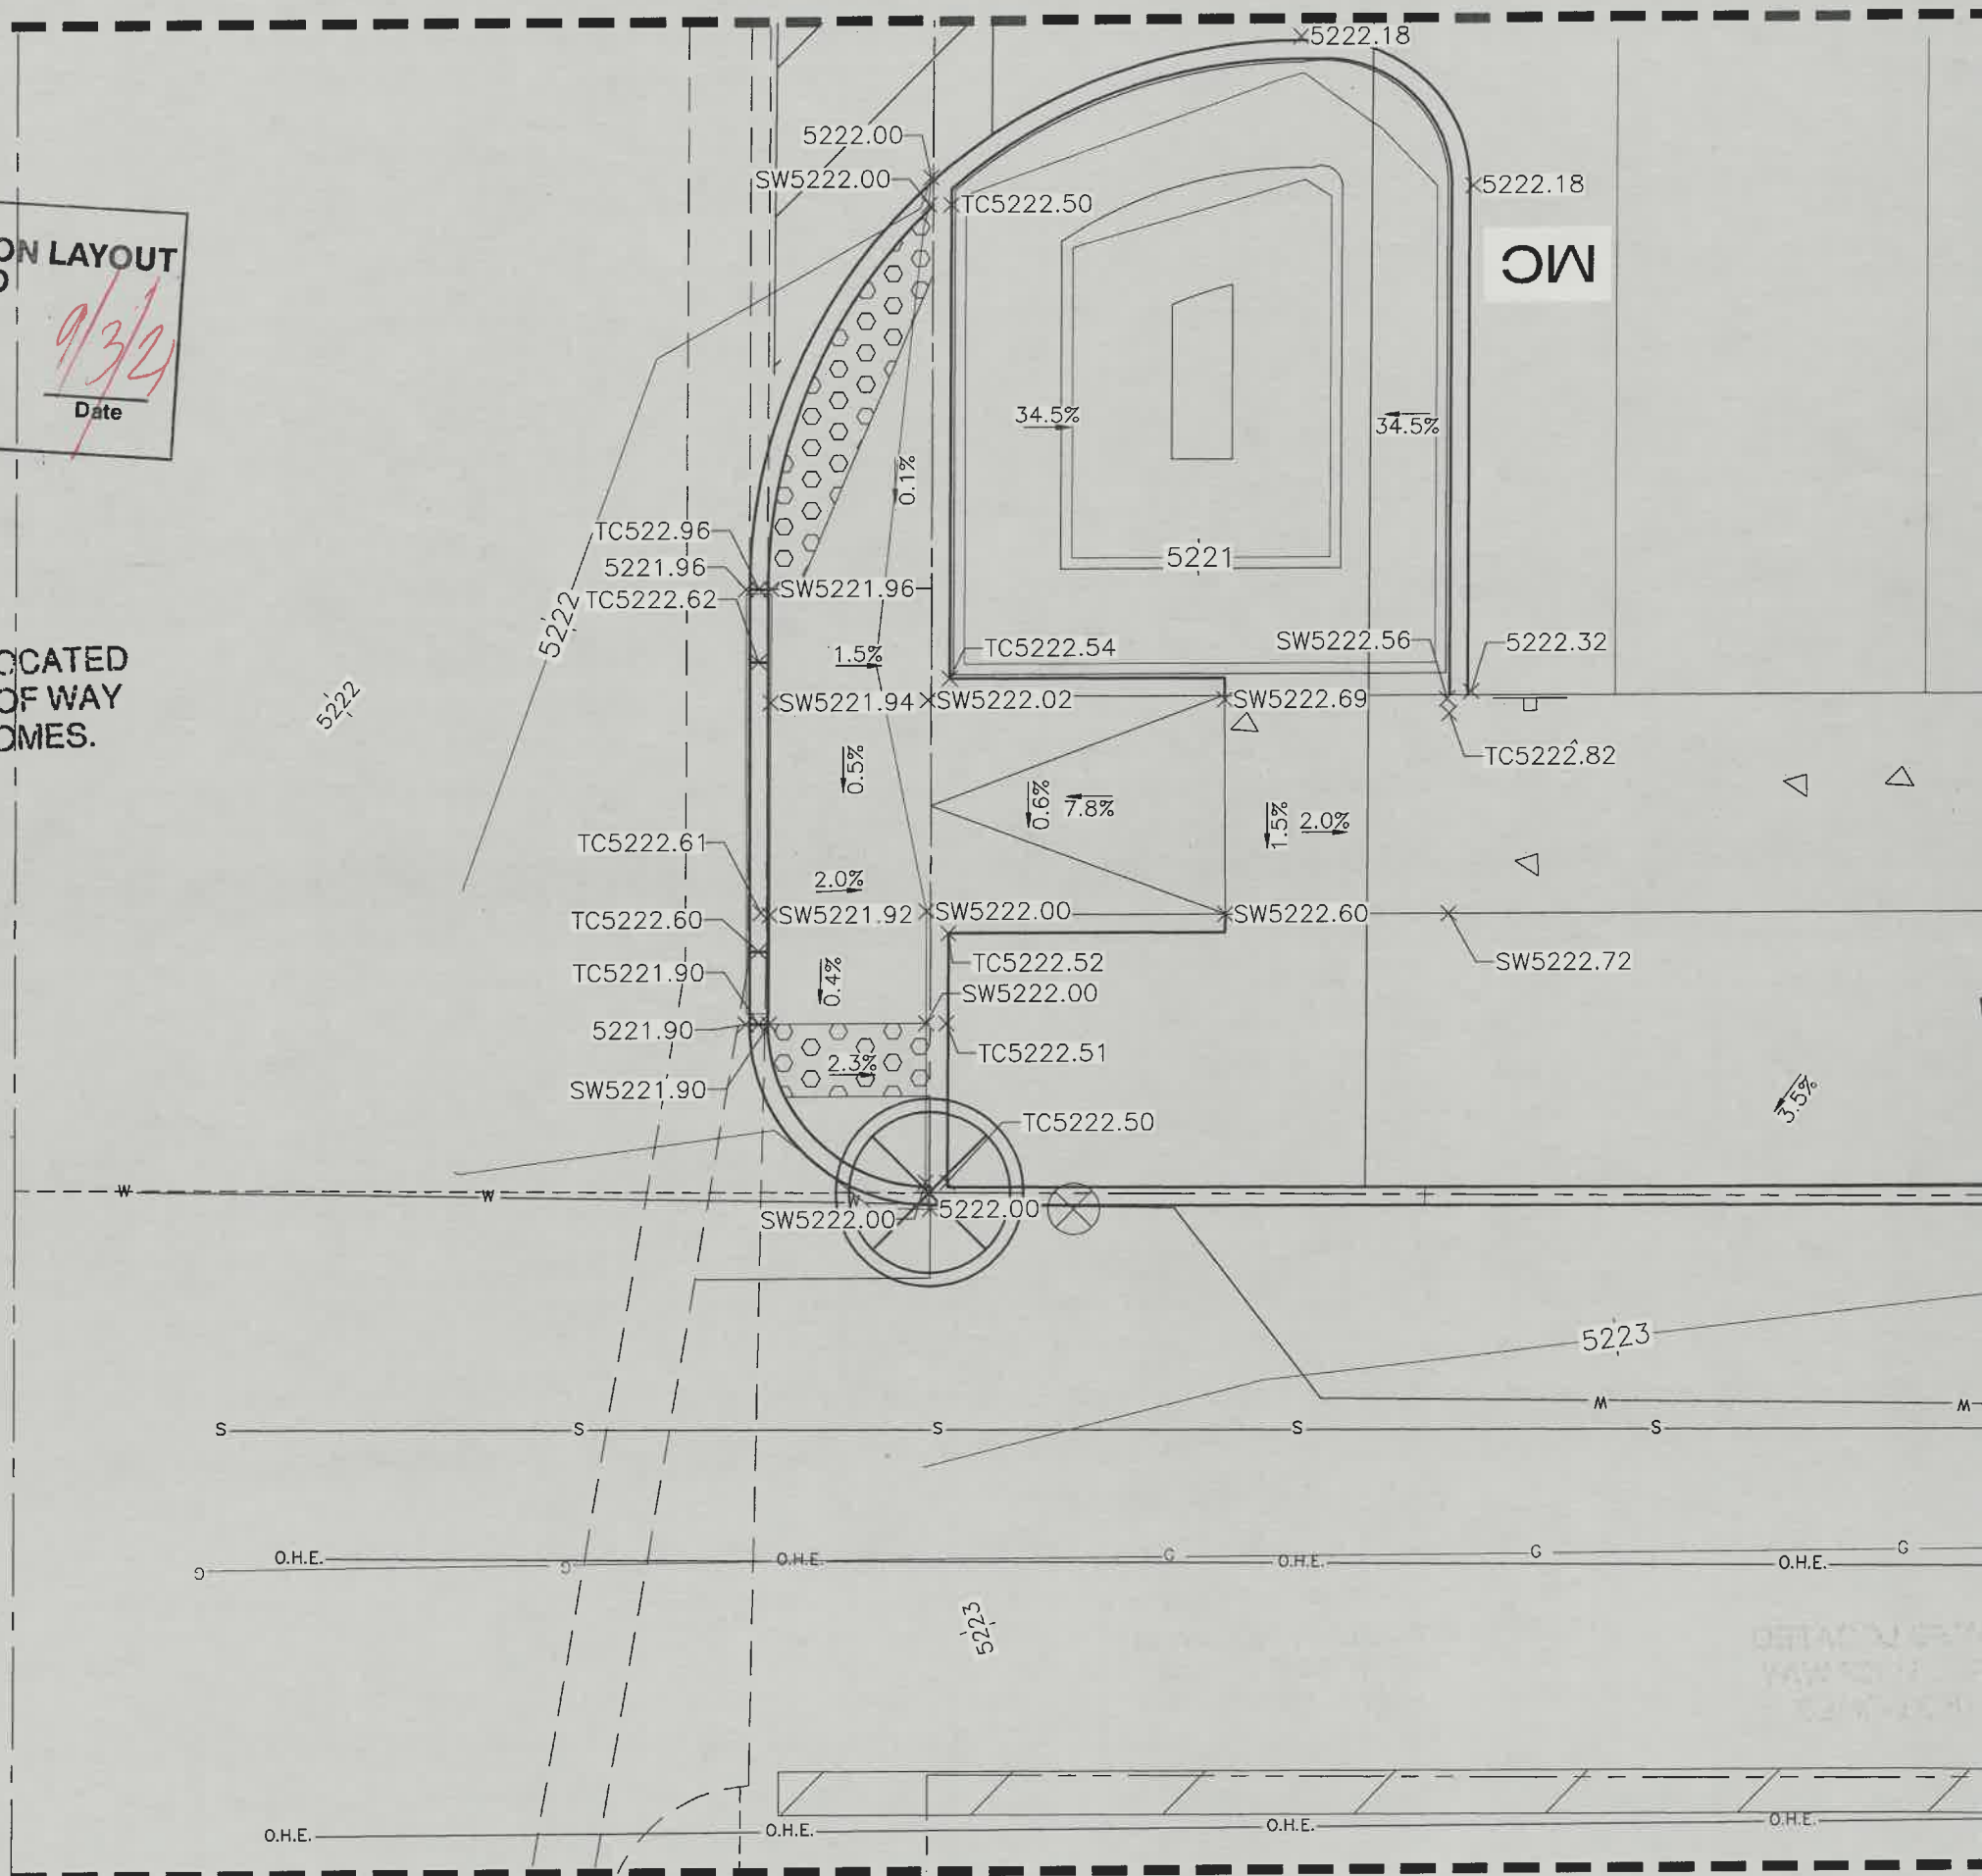 5222.18
5222.00
SW5222.00
TC5222.50
5222.18
MC
ON LAYOUT
9/3/21
Date
34.5%
34.5%
0.1%
TC522.96
5221.96
SW5221.96
TC5222.62
5221
5222
OCATED
OF WAY
OMES.
5222
1.5%
TC5222.54
SW5222.56
5222.32
SW5221.94
SW5222.02
SW5222.69
TC5222.82
0.5%
0.6%
7.8%
1.5%
2.0%
TC5222.61
2.0%
SW5221.92
SW5222.00
SW5222.60
TC5222.60
TC5222.52
SW5222.72
TC5221.90
0.4%
SW5222.00
5221.90
TC5222.51
2.3%
SW5221.90
3.5%
TC5222.50
W W W
SW5222.00
5222.00
5223
W W
S S S S S
O.H.E. O.H.E. O.H.E. O.H.E.
G G G G G
5223
O.H.E. O.H.E. O.H.E. O.H.E.